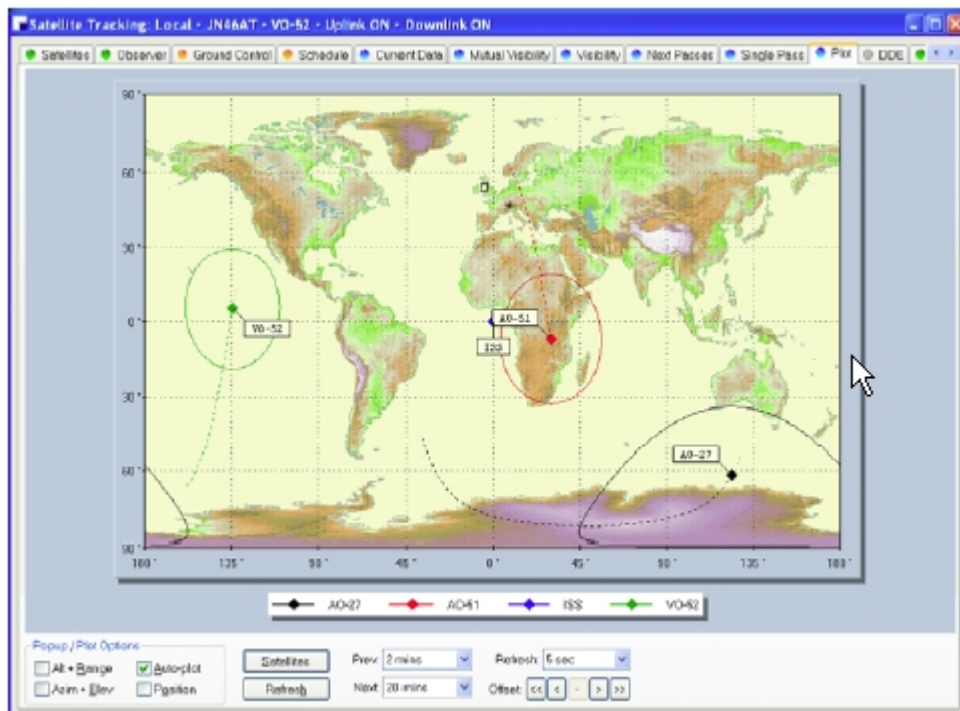 Satellite Tracking: Local - JN46AT - VO-52 - Uplink ON - Downlink ON
Satellites Observer Ground Control Schedule Current Data Mutual Visibility Visibility Next Passes Single Pass Plot DDE
90°
60°
30°
0°
30°
60°
90°
VO-52
AO-51
ISS
AO-27
180° 135° 90° 45° 0° 45° 90° 135° 180°
AO-27 AO-51 ISS VO-52
Popup / Plot Options
Alt + Range Auto-plot
Azim + Elev Position
Satellites
Refresh
Prev: 2 mins
Next: 20 mins
Refresh: 5 sec
Offset: << < - > >>